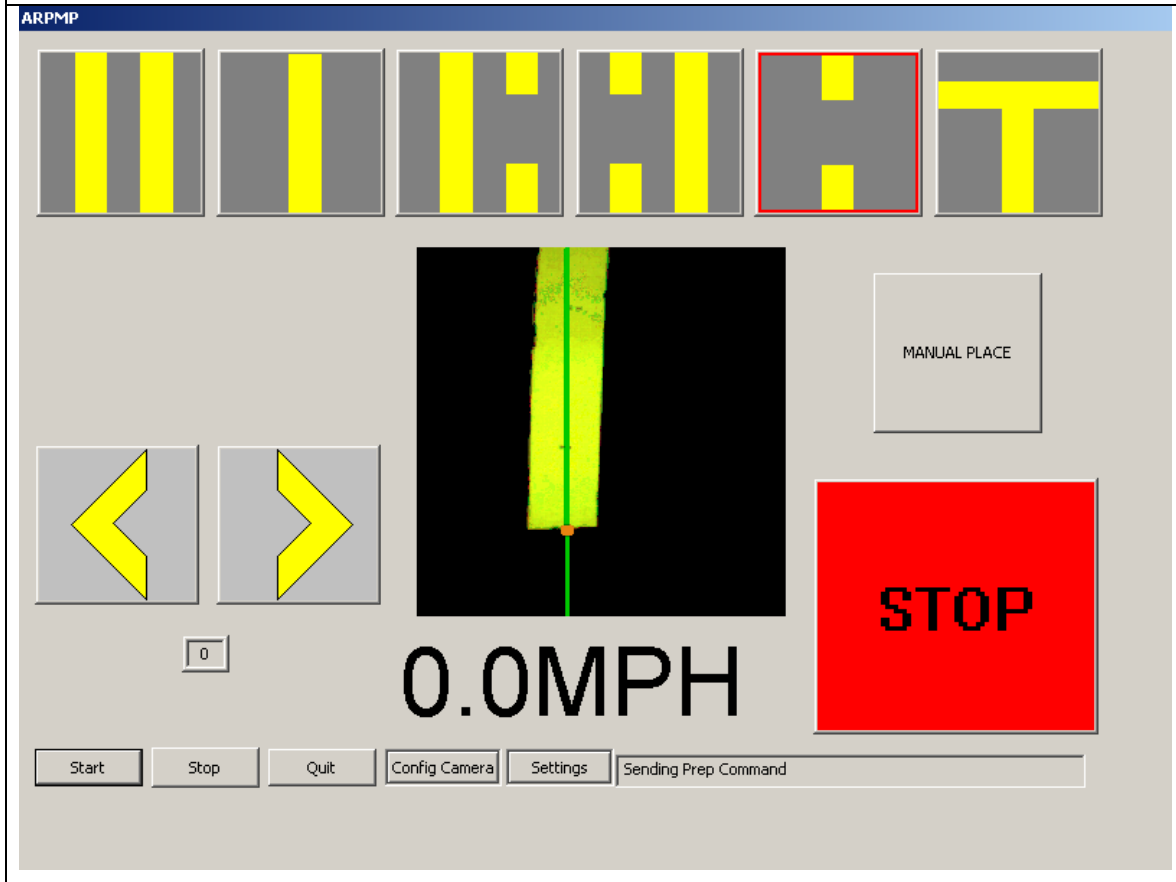 ARPMP
MANUAL PLACE
STOP
0
0.0MPH
Start
Stop
Quit
Config Camera
Settings
Sending Prep Command